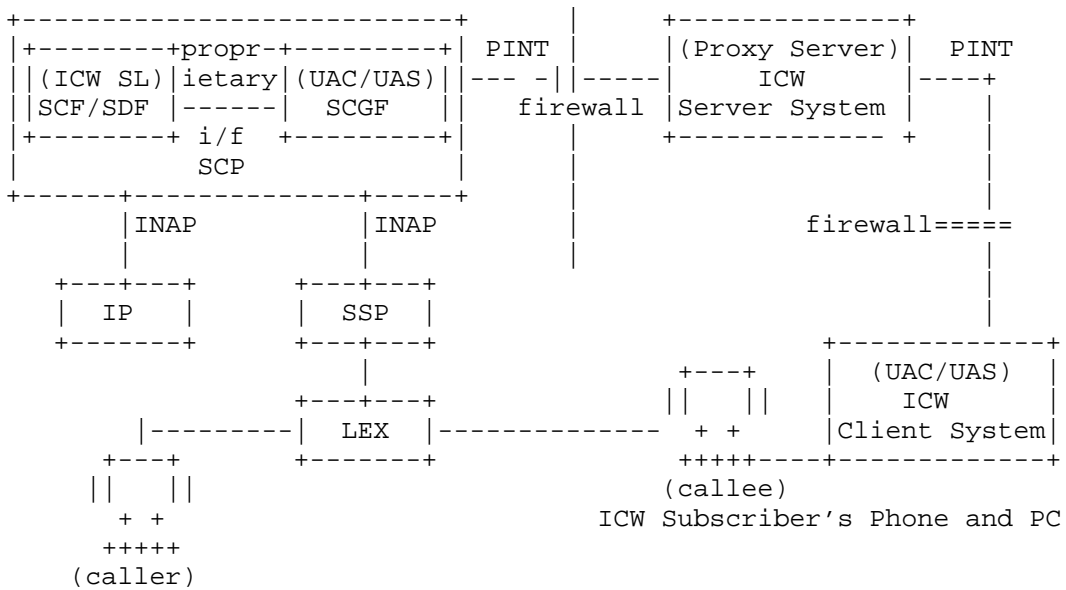 propr- PINT (Proxy Server) PINT
(ICW SL) ietary (UAC/UAS) ICW
SCF/SDF SCGF firewall Server System
i/f
SCP
INAP INAP firewall
IP SSP
(UAC/UAS)
ICW
LEX Client System
(callee)
ICW Subscriber's Phone and PC
(caller)